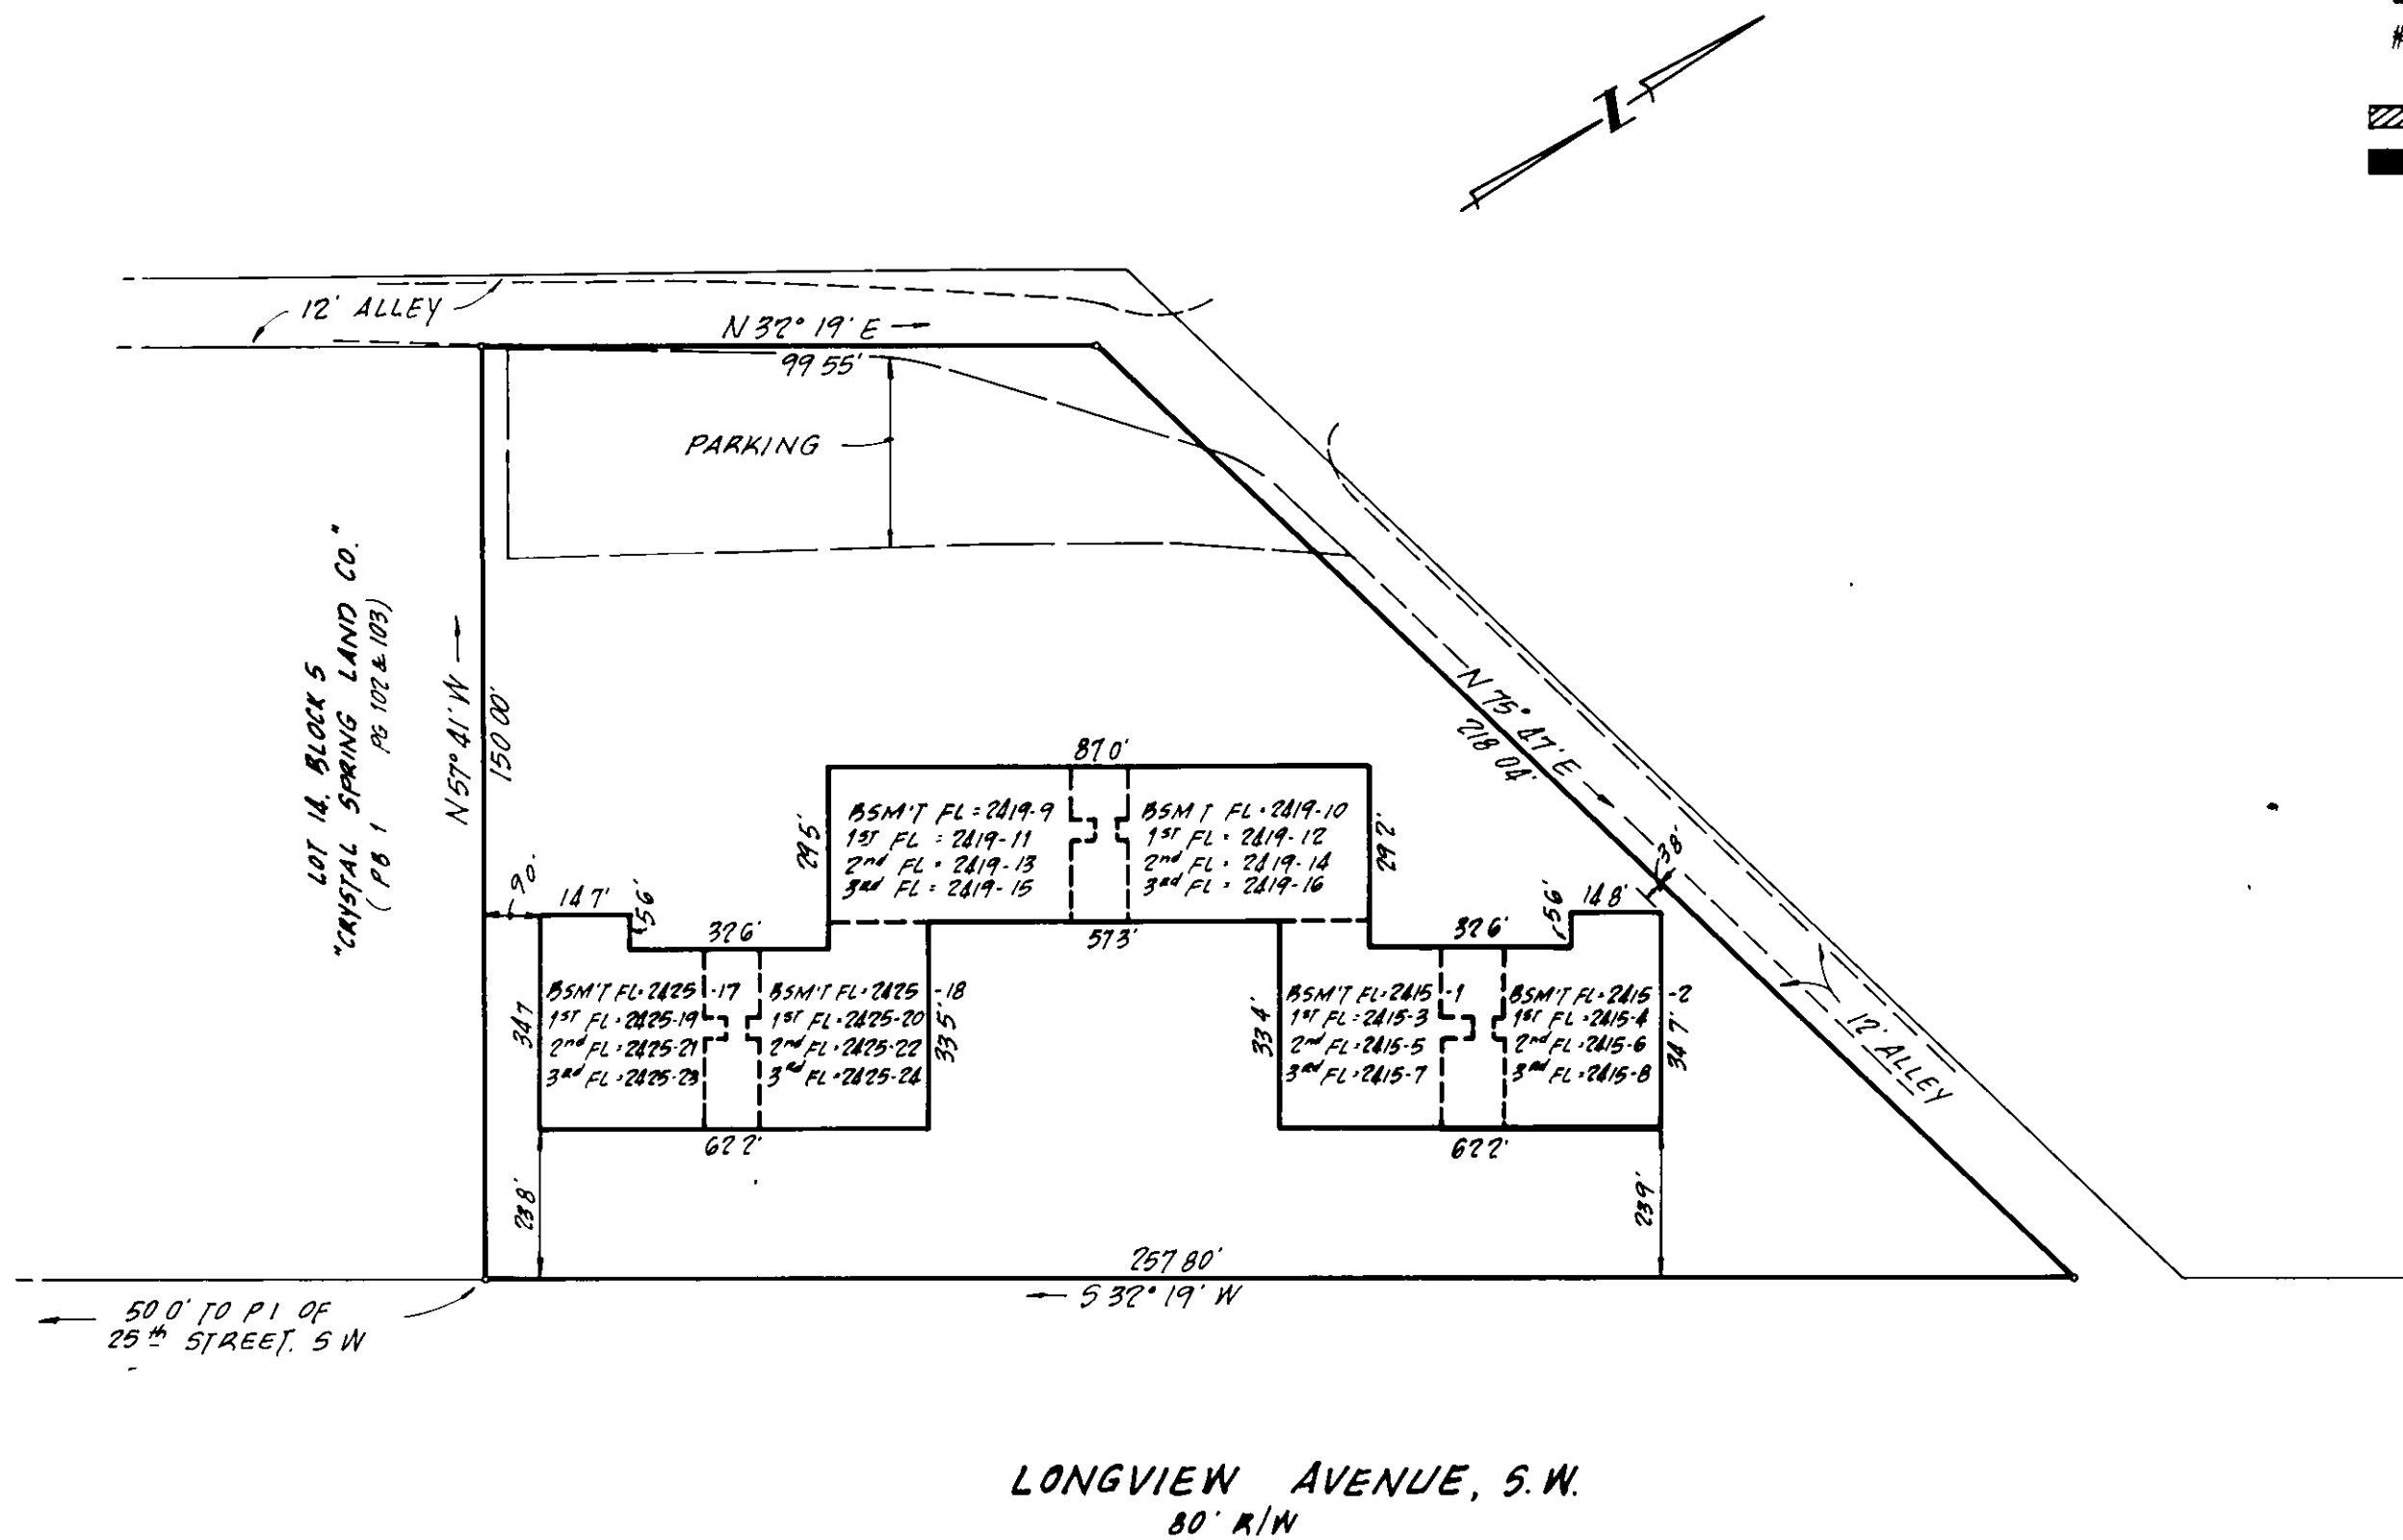 #
Z
12' ALLEY
N 32° 19' E
99 55'
PARKING
LOT 14, BLOCK 5
"CRYSTAL SPRING LAND CO."
( PB 1 PG 102 & 103)
N 57° 41' W
150 00'
N 75° 47' E
218 04'
87 0'
BSM'T FL = 2419-9
1ST FL = 2419-11
2nd FL = 2419-13
3rd FL = 2419-15
BSM'T FL = 2419-10
1ST FL = 2419-12
2nd FL = 2419-14
3rd FL = 2419-16
29 5'
29 2'
3 8'
9 0'
14 7'
5 6'
32 6'
57 3'
32 6'
5 6'
14 8'
BSM'T FL = 2425-17
1ST FL = 2425-19
2nd FL = 2425-21
3rd FL = 2425-23
BSM'T FL = 2425-18
1ST FL = 2425-20
2nd FL = 2425-22
3rd FL = 2425-24
34 7
33 5'
33 4'
BSM'T FL = 2415-1
1ST FL = 2415-3
2nd FL = 2415-5
3rd FL = 2415-7
BSM'T FL = 2415-2
1ST FL = 2415-4
2nd FL = 2415-6
3rd FL = 2415-8
34 7'
12' ALLEY
62 2'
62 2'
23 8'
23 9'
257 80'
S 32° 19' W
50 0' TO P I OF
25th STREET, S W
LONGVIEW AVENUE, S.W.
80' R/W